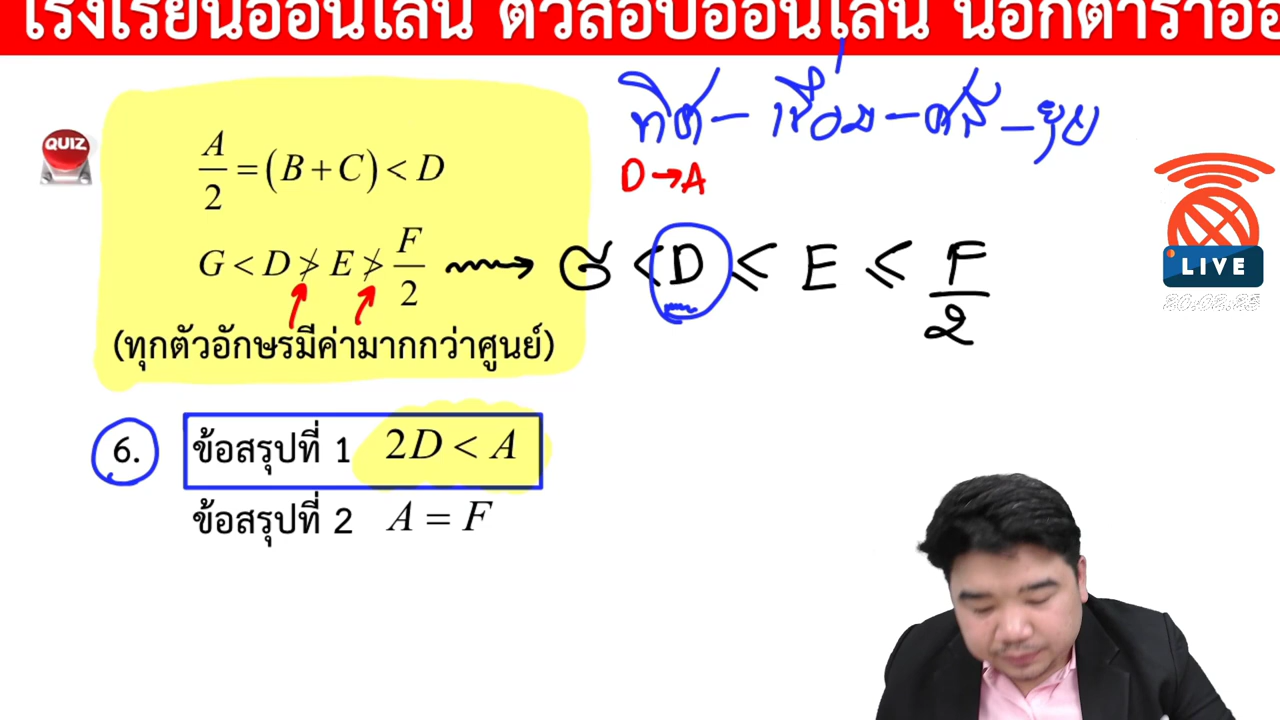 โรงเรียนออนไลน์ ติวสอบออนไลน์ นอกตำราออ
ทิศ - เชื่อม -
QUIZ
A/2 = (B + C) < D
D → A
G < D ≯ E ≯ F/2
G < D ≤ E ≤ F/2
LIVE
20.02.23
(ทุกตัวอักษรมีค่ามากกว่าศูนย์)
6. ข้อสรุปที่ 1 2D < A
ข้อสรุปที่ 2 A = F